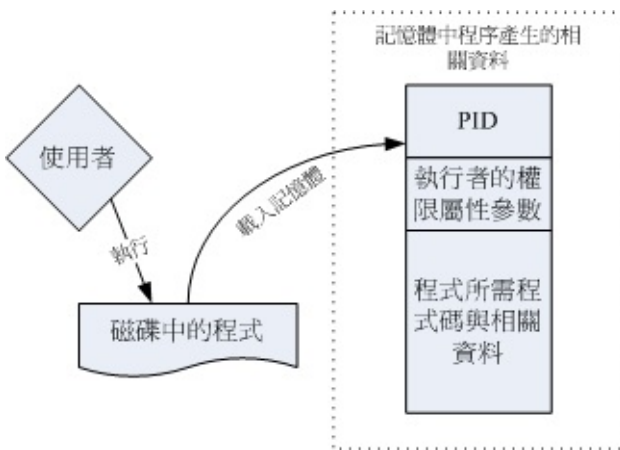 記憶體中程序產生的相
關資料
PID
使用者
執行者的權
限屬性參數
載入記憶體
執行
程式所需程
式碼與相關
資料
磁碟中的程式